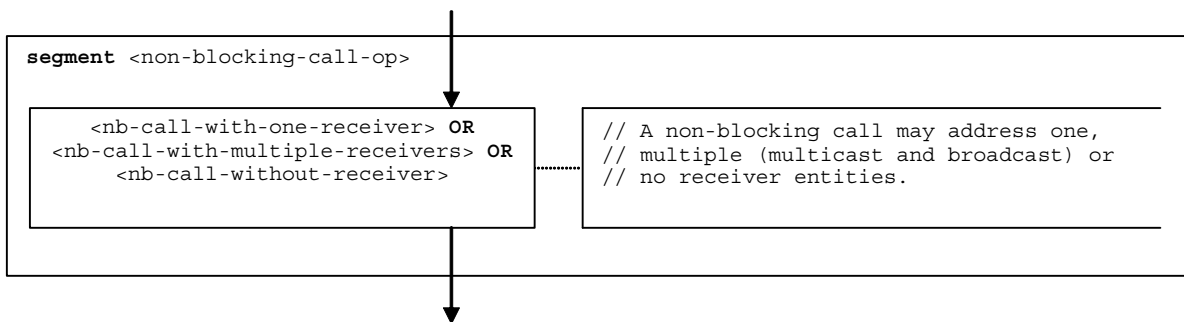 segment <non-blocking-call-op>
<nb-call-with-one-receiver> OR
<nb-call-with-multiple-receivers> OR
<nb-call-without-receiver>
// A non-blocking call may address one,
// multiple (multicast and broadcast) or
// no receiver entities.